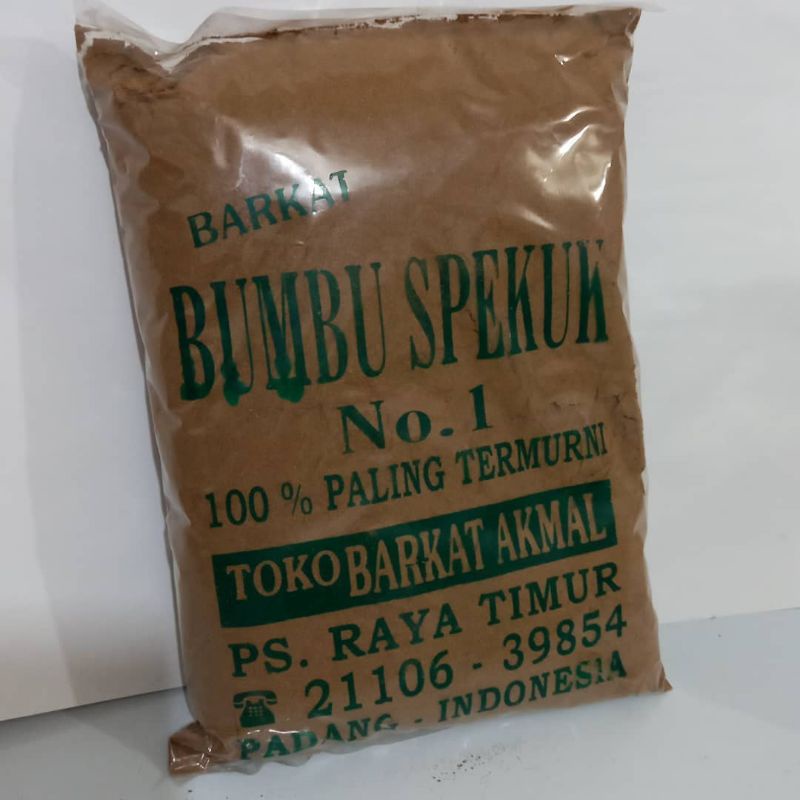 BARKAT
BUMBU SPEKUK
No. 1
100 % PALING TERMURNI
TOKO BARKAT AKMAL
PS. RAYA TIMUR
☎ 21106 - 39854
PADANG - INDONESIA